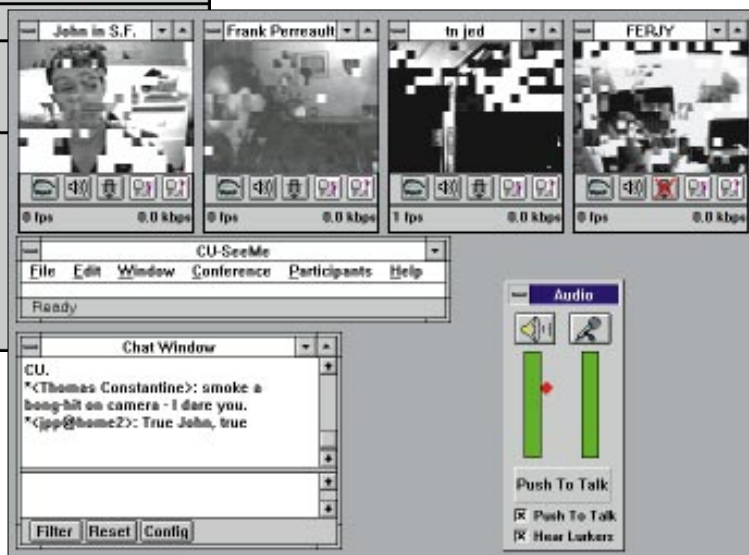 John in S.F.
Frank Perreault
tn jed
FERJY
0 fps 0.0 kbps
0 fps 0.0 kbps
1 fps 0.0 kbps
0 fps 0.0 kbps
CU-SeeMe
File Edit Window Conference Participants Help
Ready
Audio
Push To Talk
Push To Talk
Hear Lurkers
Chat Window
CU.
*<Thomas Constantine>: smoke a
bong-hit on camera - I dare you.
*<jpp@home2>: True John, true
Filter Reset Config